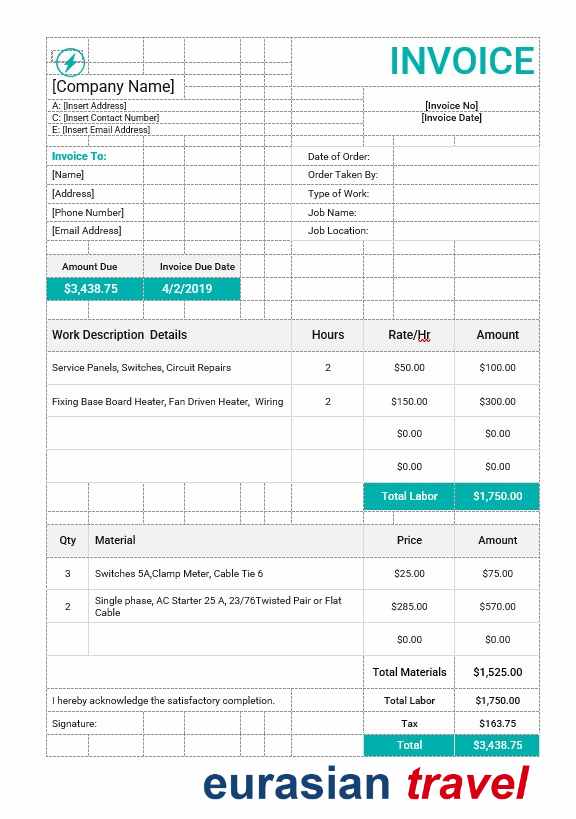 INVOICE
[Company Name]
A: [Insert Address]
[Invoice No]
C: [Insert Contact Number]
[Invoice Date]
E: [Insert Email Address]
Invoice To:
Date of Order:
[Name]
Order Taken By:
[Address]
Type of Work:
[Phone Number]
Job Name:
[Email Address]
Job Location:
Amount Due Invoice Due Date
$3,438.75 4/2/2019
Work Description Details Hours Rate/Hr Amount
Service Panels, Switches, Circuit Repairs 2 $50.00 $100.00
Fixing Base Board Heater, Fan Driven Heater, Wiring 2 $150.00 $300.00
$0.00 $0.00
$0.00 $0.00
Total Labor $1,750.00
Qty Material Price Amount
3 Switches 5A,Clamp Meter, Cable Tie 6 $25.00 $75.00
2 Single phase, AC Starter 25 A, 23/76Twisted Pair or Flat Cable $285.00 $570.00
$0.00 $0.00
Total Materials $1,525.00
I hereby acknowledge the satisfactory completion. Total Labor $1,750.00
Signature: Tax $163.75
Total $3,438.75
eurasian travel